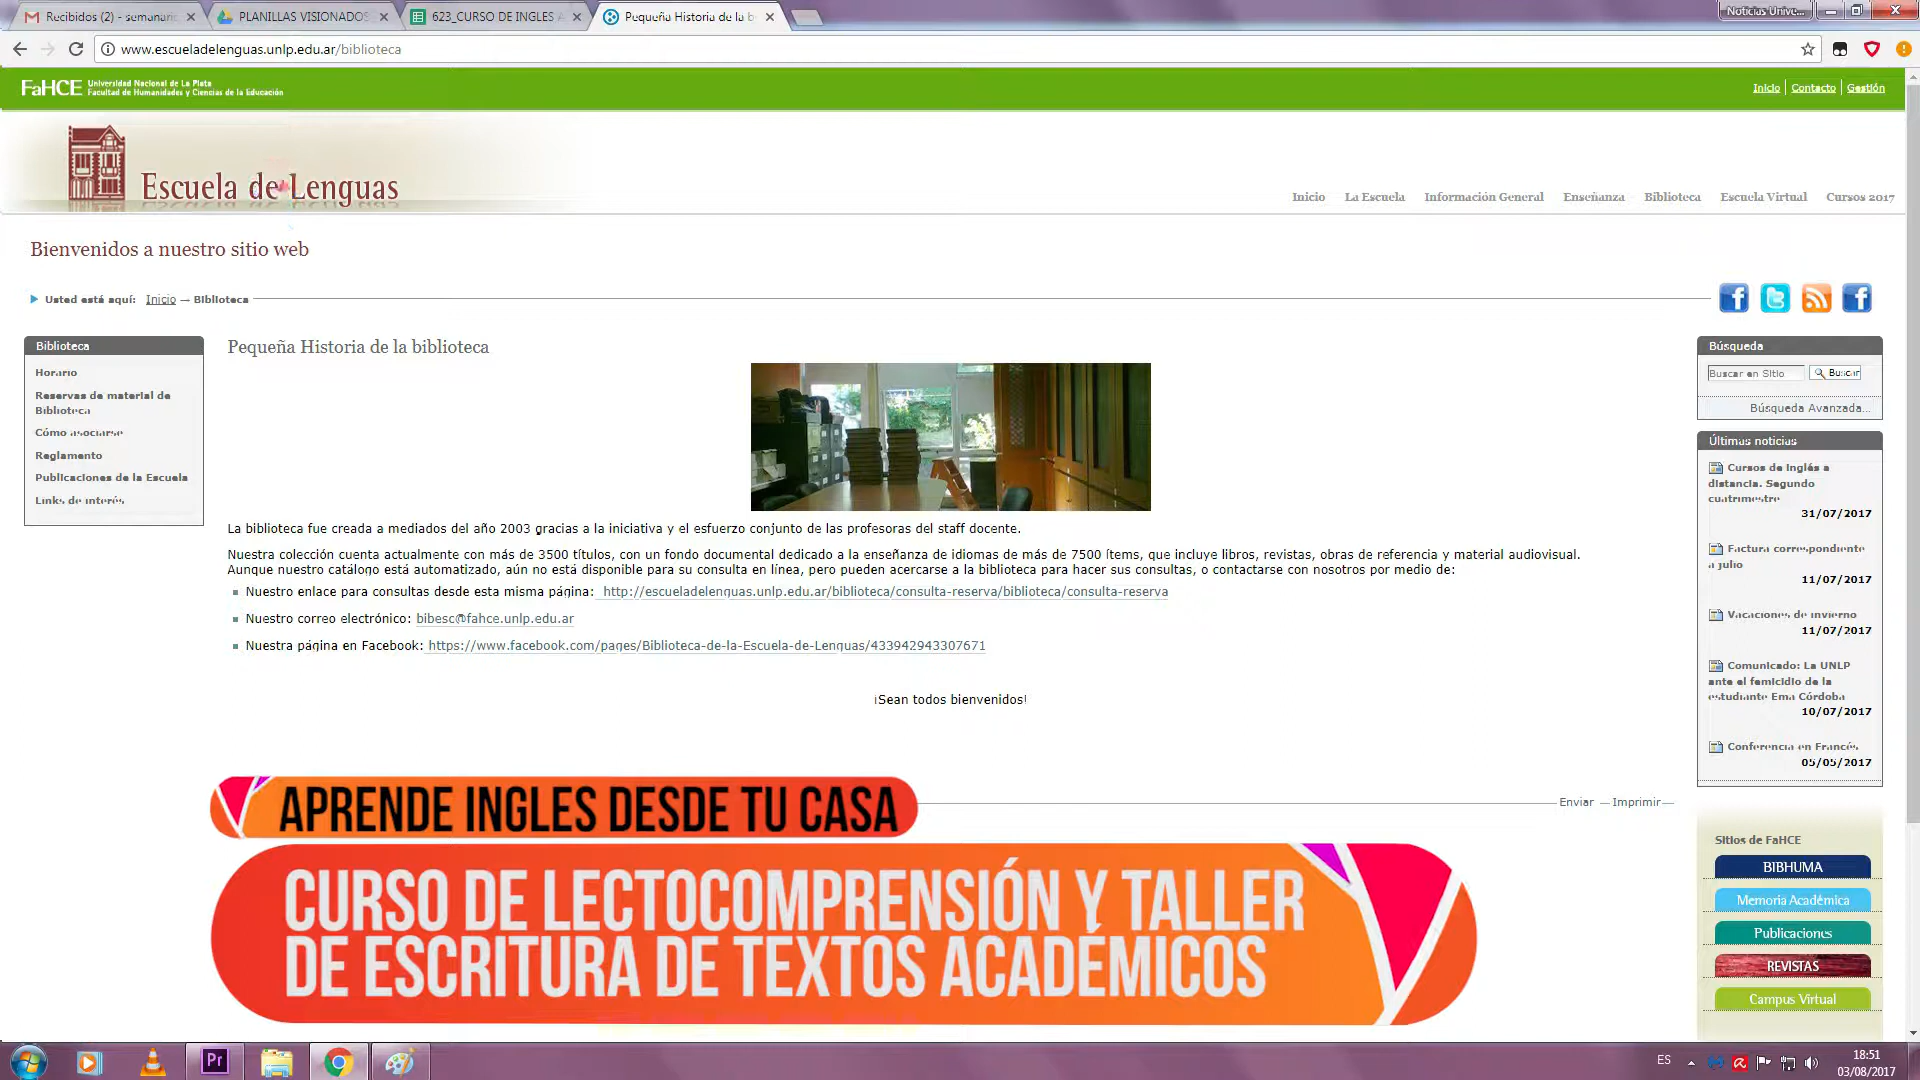 Recibidos (2) - semanari
PLANILLAS VISIONADOS
623_CURSO DE INGLES A
Pequeña Historia de la b
Noticias Unive...
www.escueladelenguas.unlp.edu.ar/biblioteca
FaHCE
Universidad Nacional de La Plata
Facultad de Humanidades y Ciencias de la Educación
Inicio
Contacto
Gestión
Escuela de Lenguas
Inicio
La Escuela
Información General
Enseñanza
Biblioteca
Escuela Virtual
Cursos 2017
Bienvenidos a nuestro sitio web
Usted está aquí: Inicio → Biblioteca
Biblioteca
Horario
Reservas de material de
Biblioteca
Cómo asociarse
Reglamento
Publicaciones de la Escuela
Links de interés
Pequeña Historia de la biblioteca
La biblioteca fue creada a mediados del año 2003 gracias a la iniciativa y el esfuerzo conjunto de las profesoras del staff docente.
Nuestra colección cuenta actualmente con más de 3500 títulos, con un fondo documental dedicado a la enseñanza de idiomas de más de 7500 ítems, que incluye libros, revistas, obras de referencia y material audiovisual.
Aunque nuestro catálogo está automatizado, aún no está disponible para su consulta en línea, pero pueden acercarse a la biblioteca para hacer sus consultas, o contactarse con nosotros por medio de:
Nuestro enlace para consultas desde esta misma página: http://escueladelenguas.unlp.edu.ar/biblioteca/consulta-reserva/biblioteca/consulta-reserva
Nuestro correo electrónico: bibesc@fahce.unlp.edu.ar
Nuestra página en Facebook: https://www.facebook.com/pages/Biblioteca-de-la-Escuela-de-Lenguas/433942943307671
¡Sean todos bienvenidos!
Enviar — Imprimir
Búsqueda
Buscar en Sitio
Buscar
Búsqueda Avanzada...
Últimas noticias
Cursos de inglés a
distancia. Segundo
cuatrimestre
31/07/2017
Factura correspondiente
a julio
11/07/2017
Vacaciones de invierno
11/07/2017
Comunicado: La UNLP
ante el femicidio de la
estudiante Ema Córdoba
10/07/2017
Conferencia en Francés.
05/05/2017
Sitios de FaHCE
BIBHUMA
Memoria Académica
Publicaciones
REVISTAS
Campus Virtual
APRENDE INGLES DESDE TU CASA
CURSO DE LECTOCOMPRENSIÓN Y TALLER
DE ESCRITURA DE TEXTOS ACADÉMICOS
Pr
ES
18:51
03/08/2017